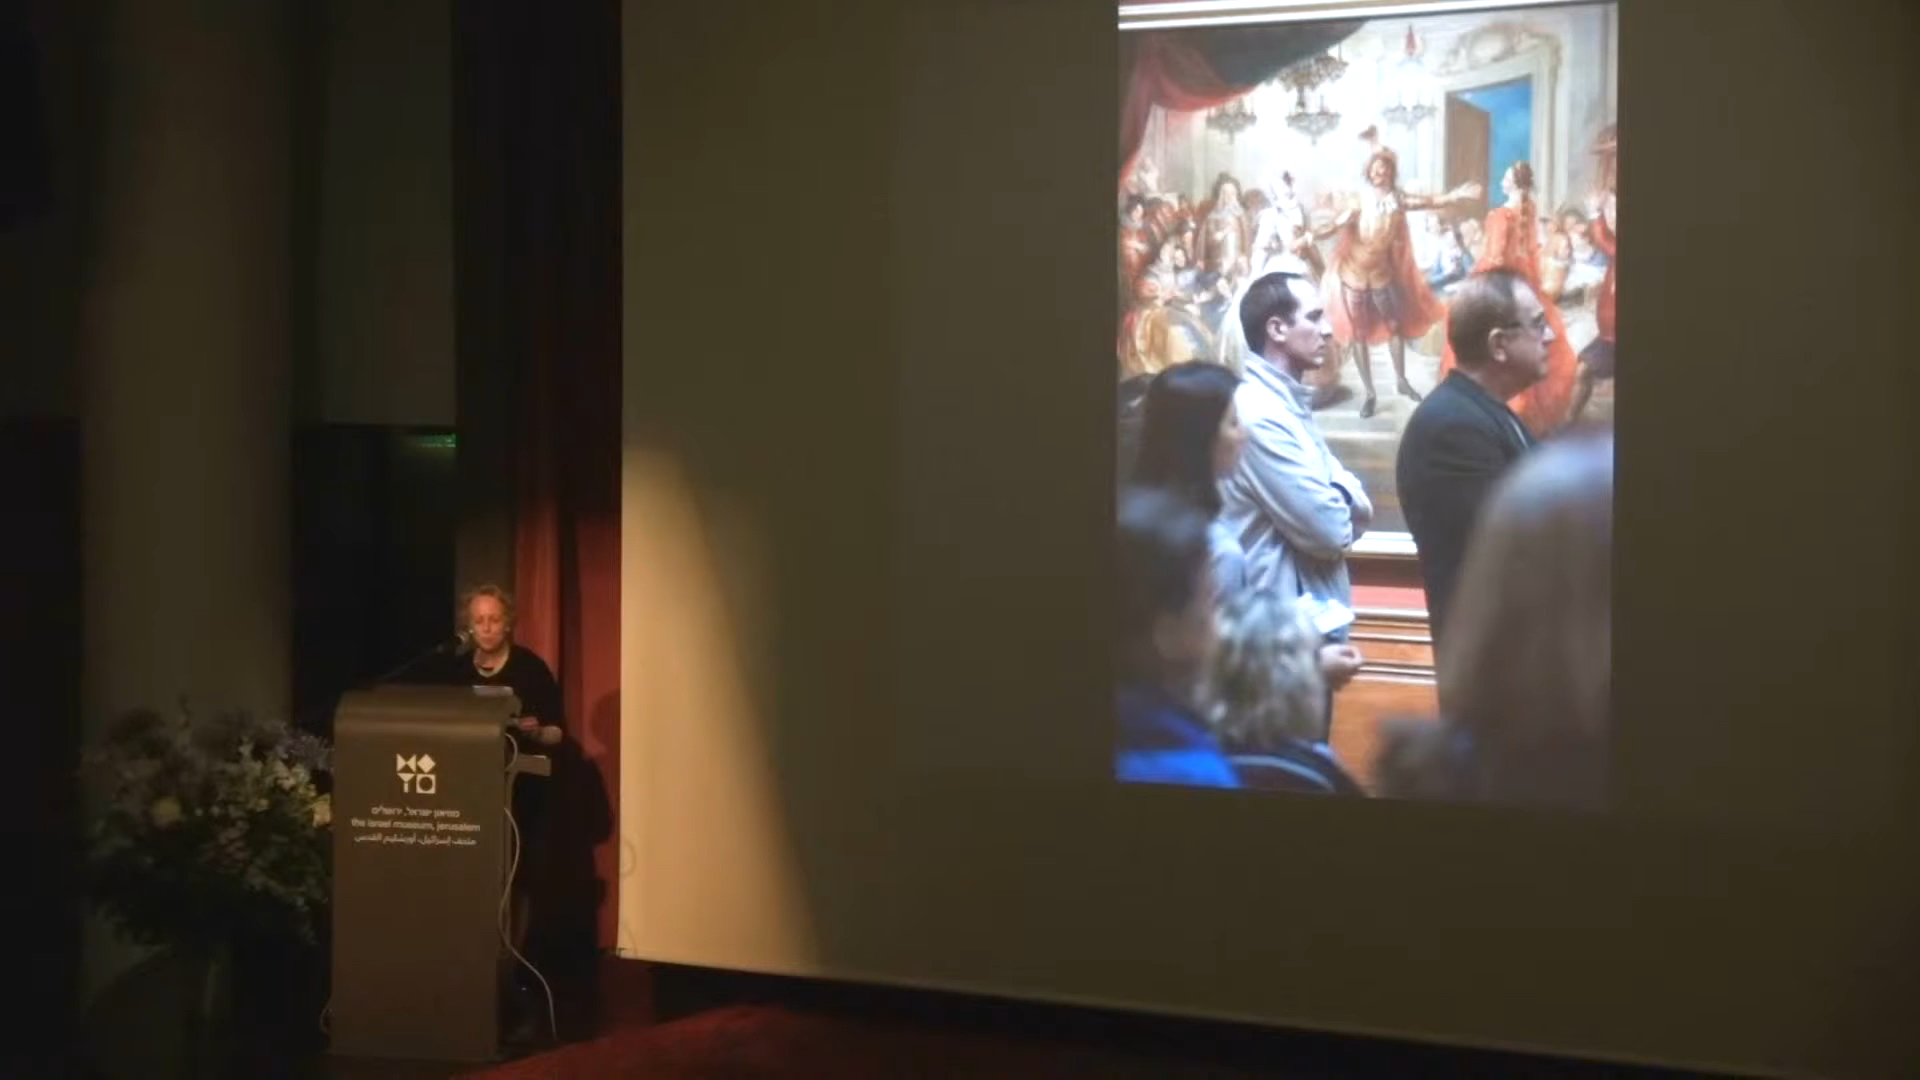 מוזיאון ישראל, ירושלים
the israel museum, jerusalem
متحف إسرائيل، أورشليم القدس